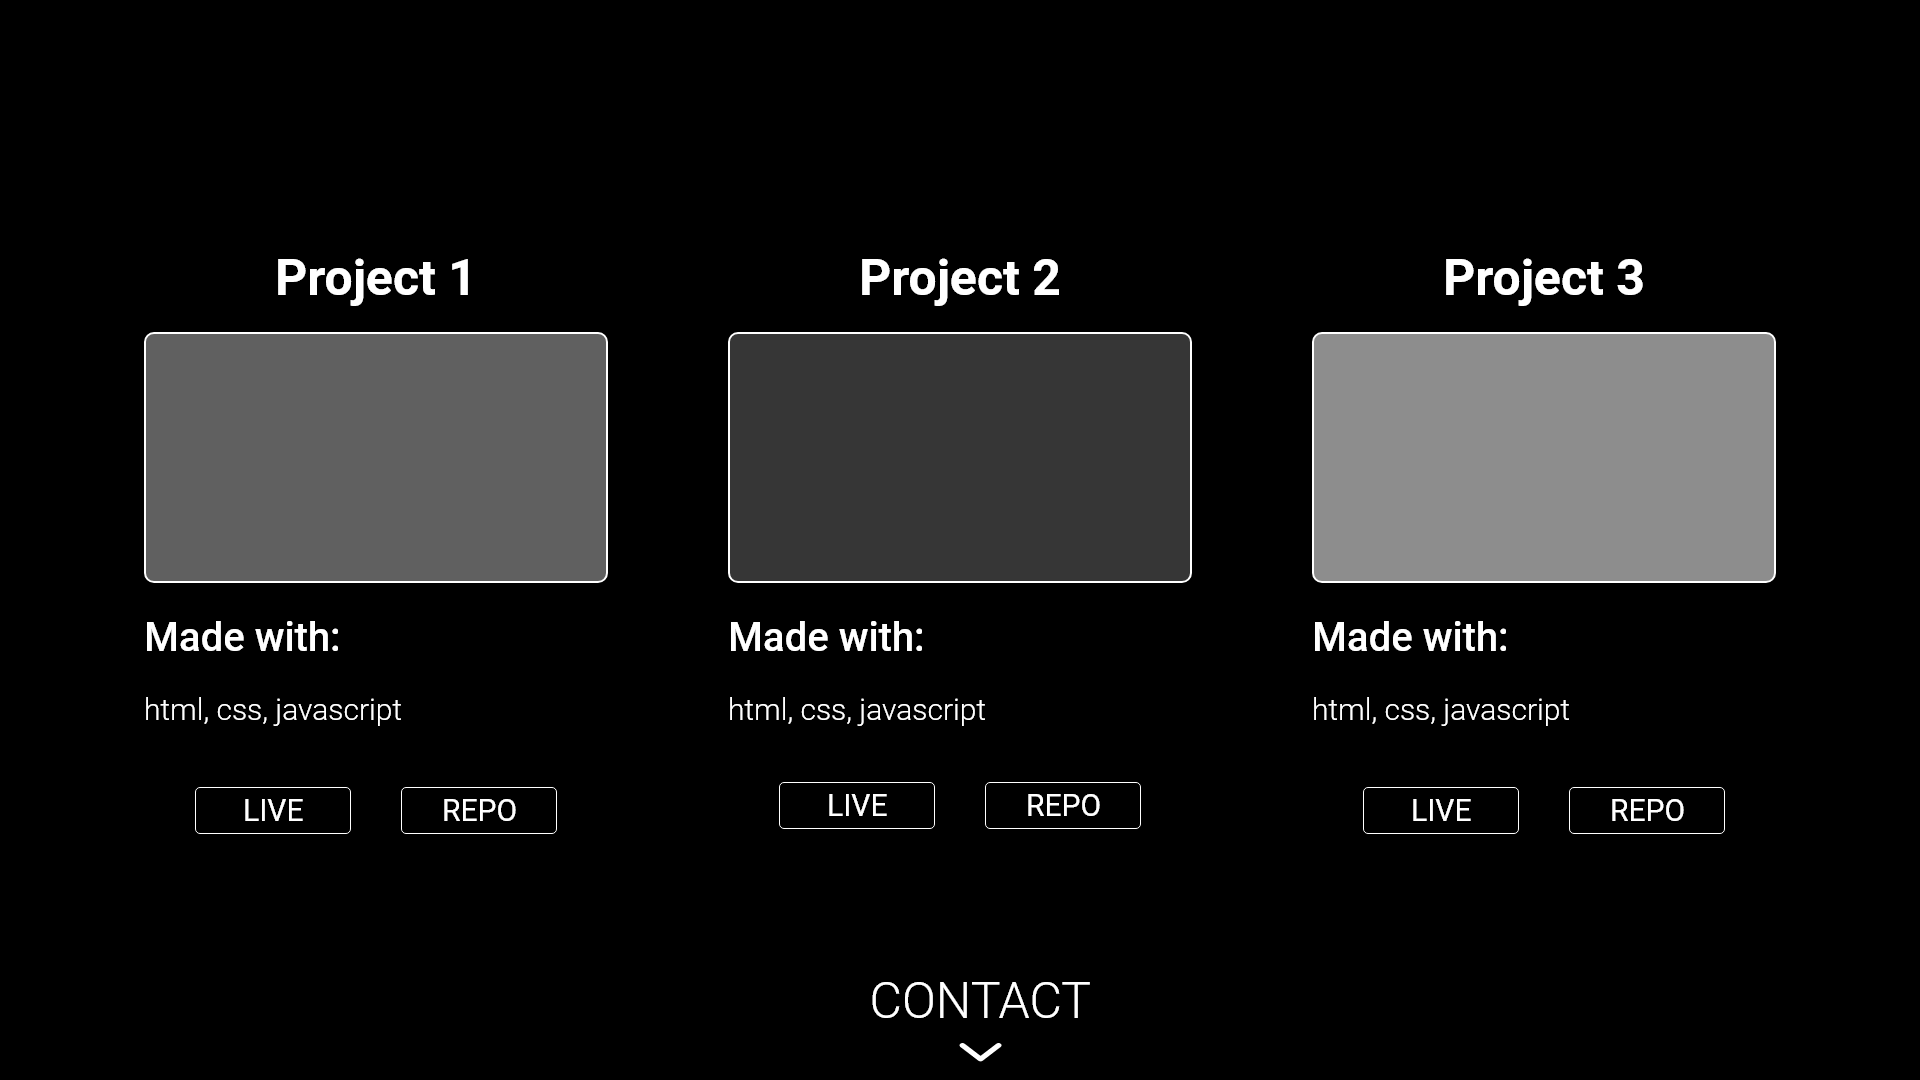 Project 1
Project 2
Project 3
Made with:
Made with:
Made with:
html, css, javascript
html, css, javascript
html, css, javascript
LIVE
REPO
LIVE
REPO
LIVE
REPO
CONTACT